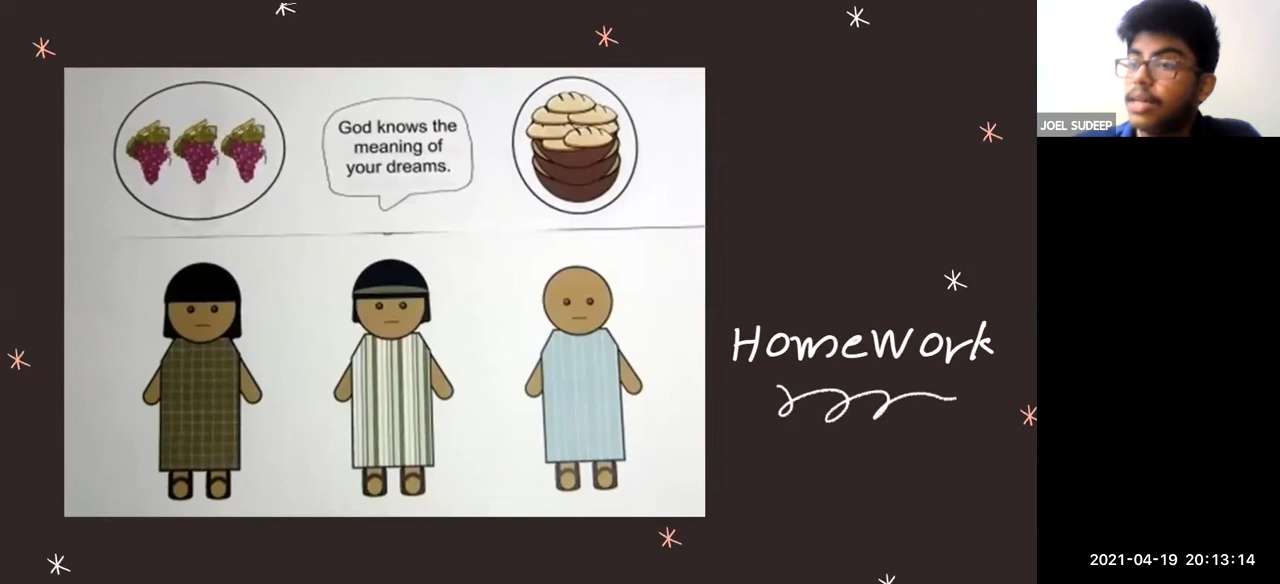 God knows the
meaning of
your dreams.
HomeWork
JOEL SUDEEP
2021-04-19 20:13:14